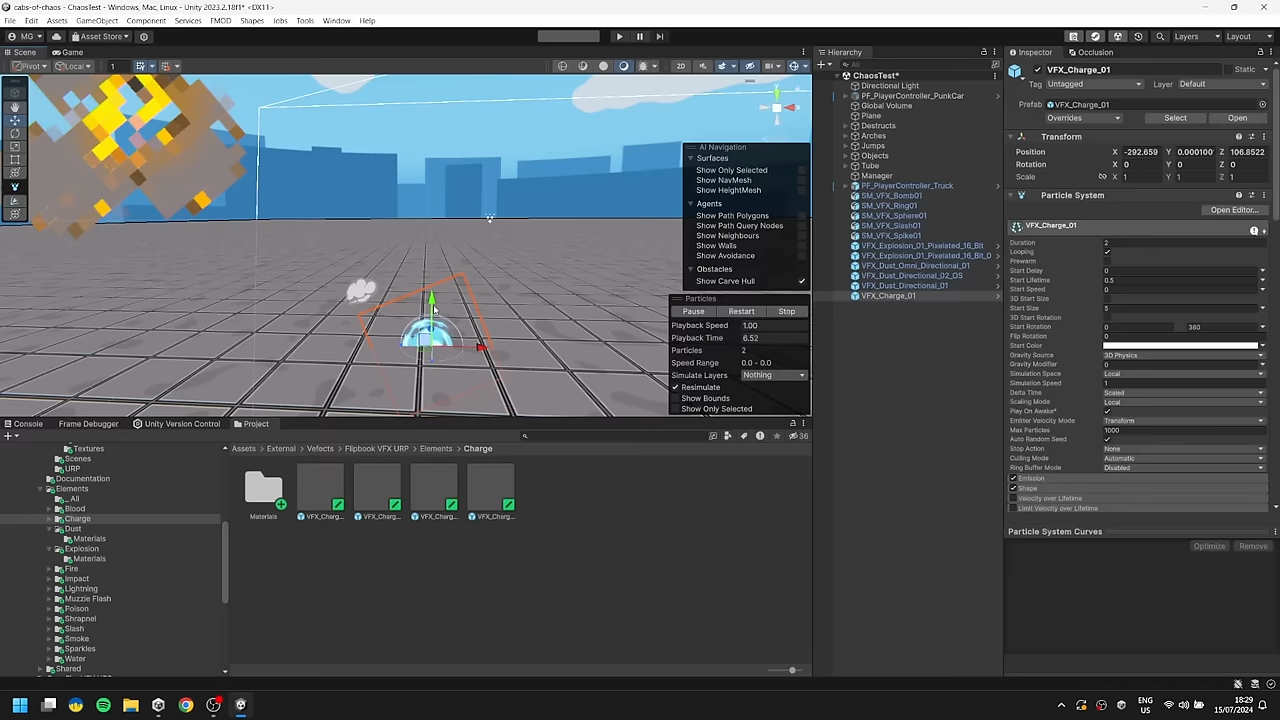 cabs-of-chaos - ChaosTest - Windows, Mac, Linux - Unity 2023.2.18f1* <DX11>
File Edit Assets GameObject Component Services FMOD Shapes Jobs Tools Window Help
MG Asset Store Layers Layout
Scene Game
Pivot Local 1 2D
AI Navigation
Surfaces
Show Only Selected
Show NavMesh
Show HeightMesh
Agents
Show Path Polygons
Show Path Query Nodes
Show Neighbours
Show Walls
Show Avoidance
Obstacles
Show Carve Hull
Particles
Pause Restart Stop
Playback Speed 1.00
Playback Time 6.52
Particles 2
Speed Range 0.0 - 0.0
Simulate Layers Nothing
Resimulate
Show Bounds
Show Only Selected
Hierarchy
All
ChaosTest*
Directional Light
PF_PlayerController_PunkCar
Global Volume
Plane
Destructs
Arches
Jumps
Objects
Tube
Manager
PF_PlayerController_Truck
SM_VFX_Bomb01
SM_VFX_Ring01
SM_VFX_Sphere01
SM_VFX_Slash01
SM_VFX_Spike01
VFX_Explosion_01_Pixelated_16_Bit
VFX_Explosion_01_Pixelated_16_Bit_0
VFX_Dust_Omni_Directional_01
VFX_Dust_Directional_02_OS
VFX_Dust_Directional_01
VFX_Charge_01
Inspector Occlusion
VFX_Charge_01 Static
Tag Untagged Layer Default
Prefab VFX_Charge_01
Overrides Select Open
Transform
Position X -292.659 Y 0.000100 Z 106.8522
Rotation X 0 Y 0 Z 0
Scale X 1 Y 1 Z 1
Particle System
Open Editor...
VFX_Charge_01
Duration 2
Looping
Prewarm
Start Delay 0
Start Lifetime 0.5
Start Speed 0
3D Start Size
Start Size 5
3D Start Rotation
Start Rotation 0 360
Flip Rotation 0
Start Color
Gravity Source 3D Physics
Gravity Modifier 0
Simulation Space Local
Simulation Speed 1
Delta Time Scaled
Scaling Mode Local
Play On Awake*
Emitter Velocity Mode Transform
Max Particles 1000
Auto Random Seed
Stop Action None
Culling Mode Automatic
Ring Buffer Mode Disabled
Emission
Shape
Velocity over Lifetime
Limit Velocity over Lifetime
Particle System Curves
Optimize Remove
Console Frame Debugger Unity Version Control Project
36
Textures
Scenes
URP
Documentation
Elements
_ All
Blood
Charge
Dust
Materials
Explosion
Materials
Fire
Impact
Lightning
Muzzle Flash
Poison
Shrapnel
Slash
Smoke
Sparkles
Water
Shared
Assets > External > Vefects > Flipbook VFX URP > Elements > Charge
Materials VFX_Charg... VFX_Charg... VFX_Charg... VFX_Charg...
ENG
US
18:29
15/07/2024